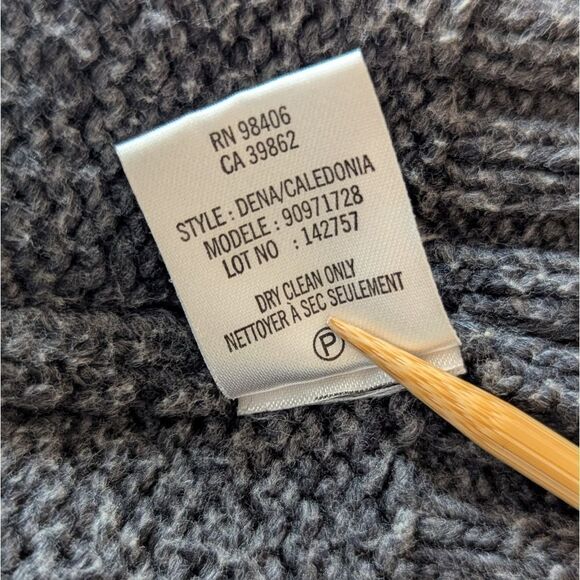 RN 98406
CA 39862
STYLE : DENA/CALEDONIA
MODELE : 90971728
LOT NO : 142757
DRY CLEAN ONLY
NETTOYER À SEC SEULEMENT
P